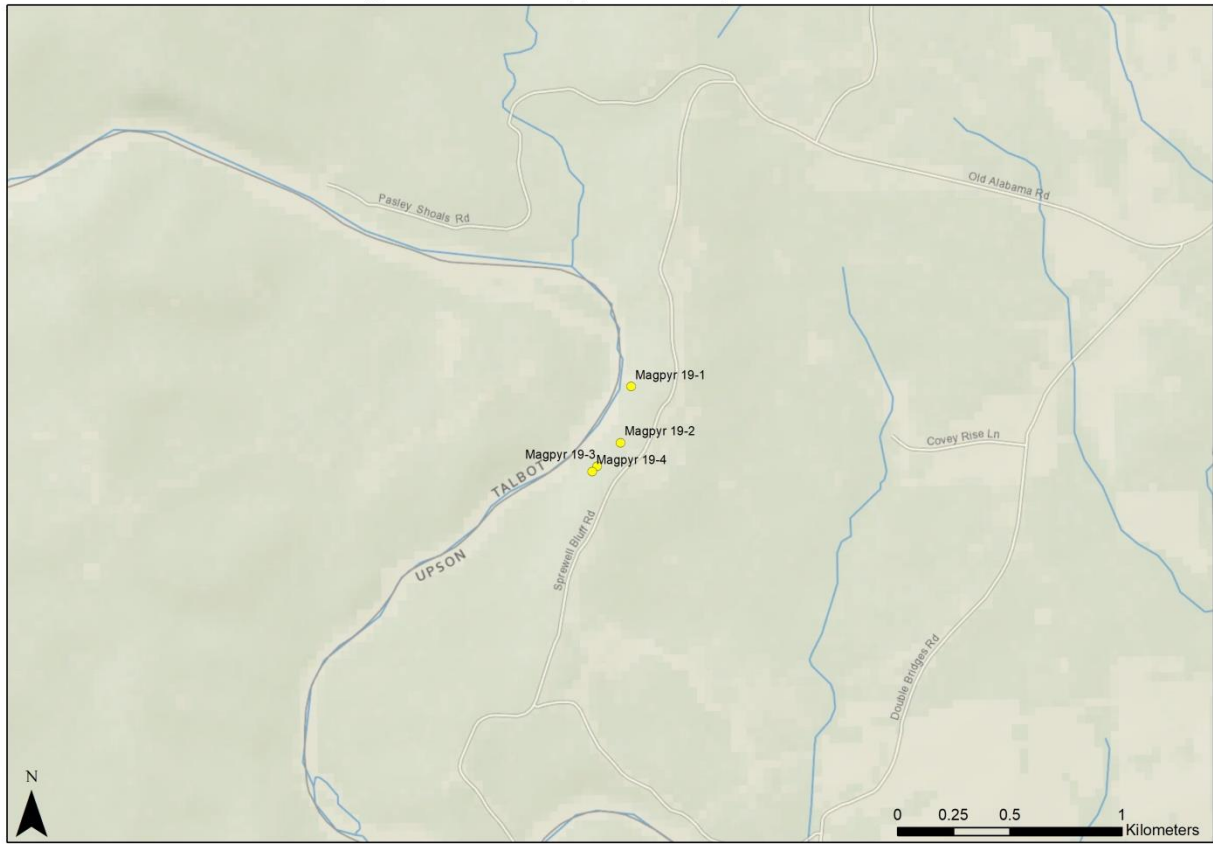 Pasley Shoals Rd
Old Alabama Rd
Magpyr 19-1
Magpyr 19-2
Magpyr 19-3
Magpyr 19-4
Covey Rise Ln
TALBOT
UPSON
Sprewell Bluff Rd
Double Bridges Rd
N
0 0.25 0.5 1
Kilometers